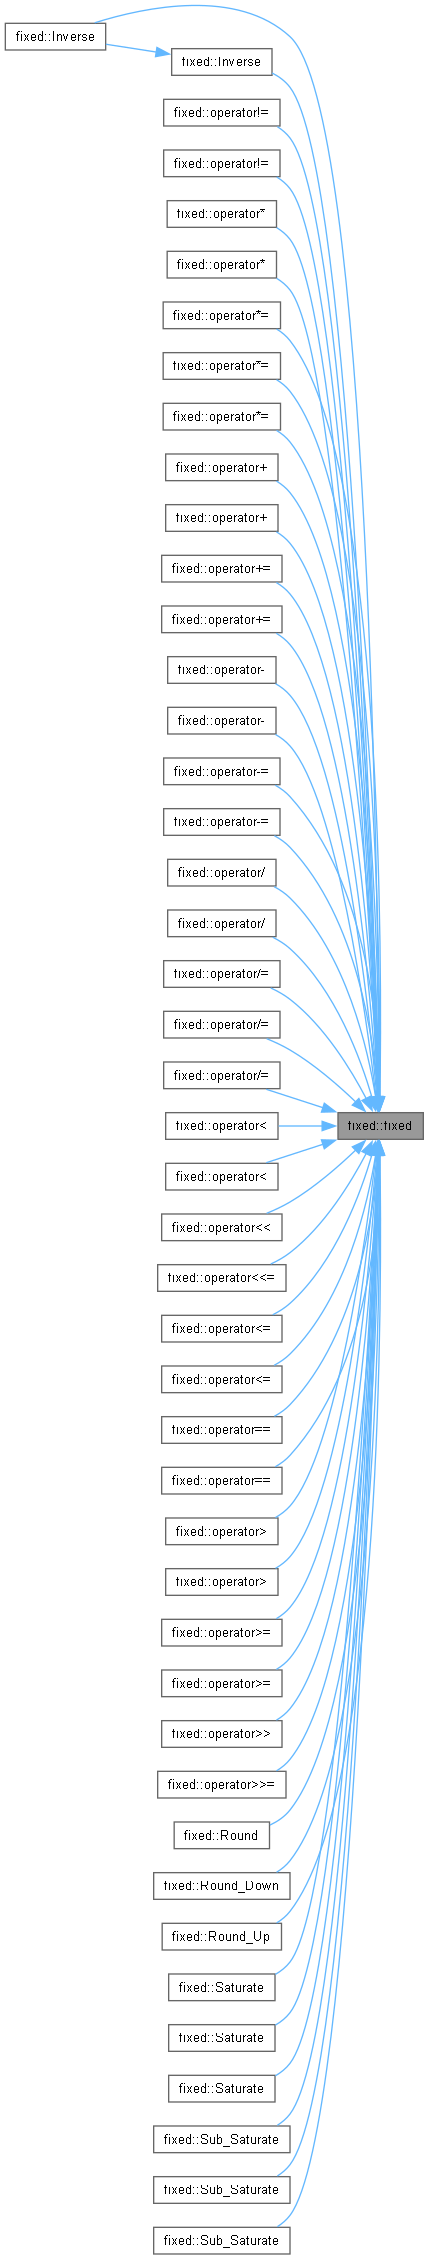 fixed::Inverse
fixed::Inverse
fixed::operator!=
fixed::operator!=
fixed::operator*
fixed::operator*
fixed::operator*=
fixed::operator*=
fixed::operator*=
fixed::operator+
fixed::operator+
fixed::operator+=
fixed::operator+=
fixed::operator-
fixed::operator-
fixed::operator-=
fixed::operator-=
fixed::operator/
fixed::operator/
fixed::operator/=
fixed::operator/=
fixed::operator/=
fixed::fixed
fixed::operator<
fixed::operator<
fixed::operator<<
fixed::operator<<=
fixed::operator<=
fixed::operator<=
fixed::operator==
fixed::operator==
fixed::operator>
fixed::operator>
fixed::operator>=
fixed::operator>=
fixed::operator>>
fixed::operator>>=
fixed::Round
fixed::Round_Down
fixed::Round_Up
fixed::Saturate
fixed::Saturate
fixed::Saturate
fixed::Sub_Saturate
fixed::Sub_Saturate
fixed::Sub_Saturate